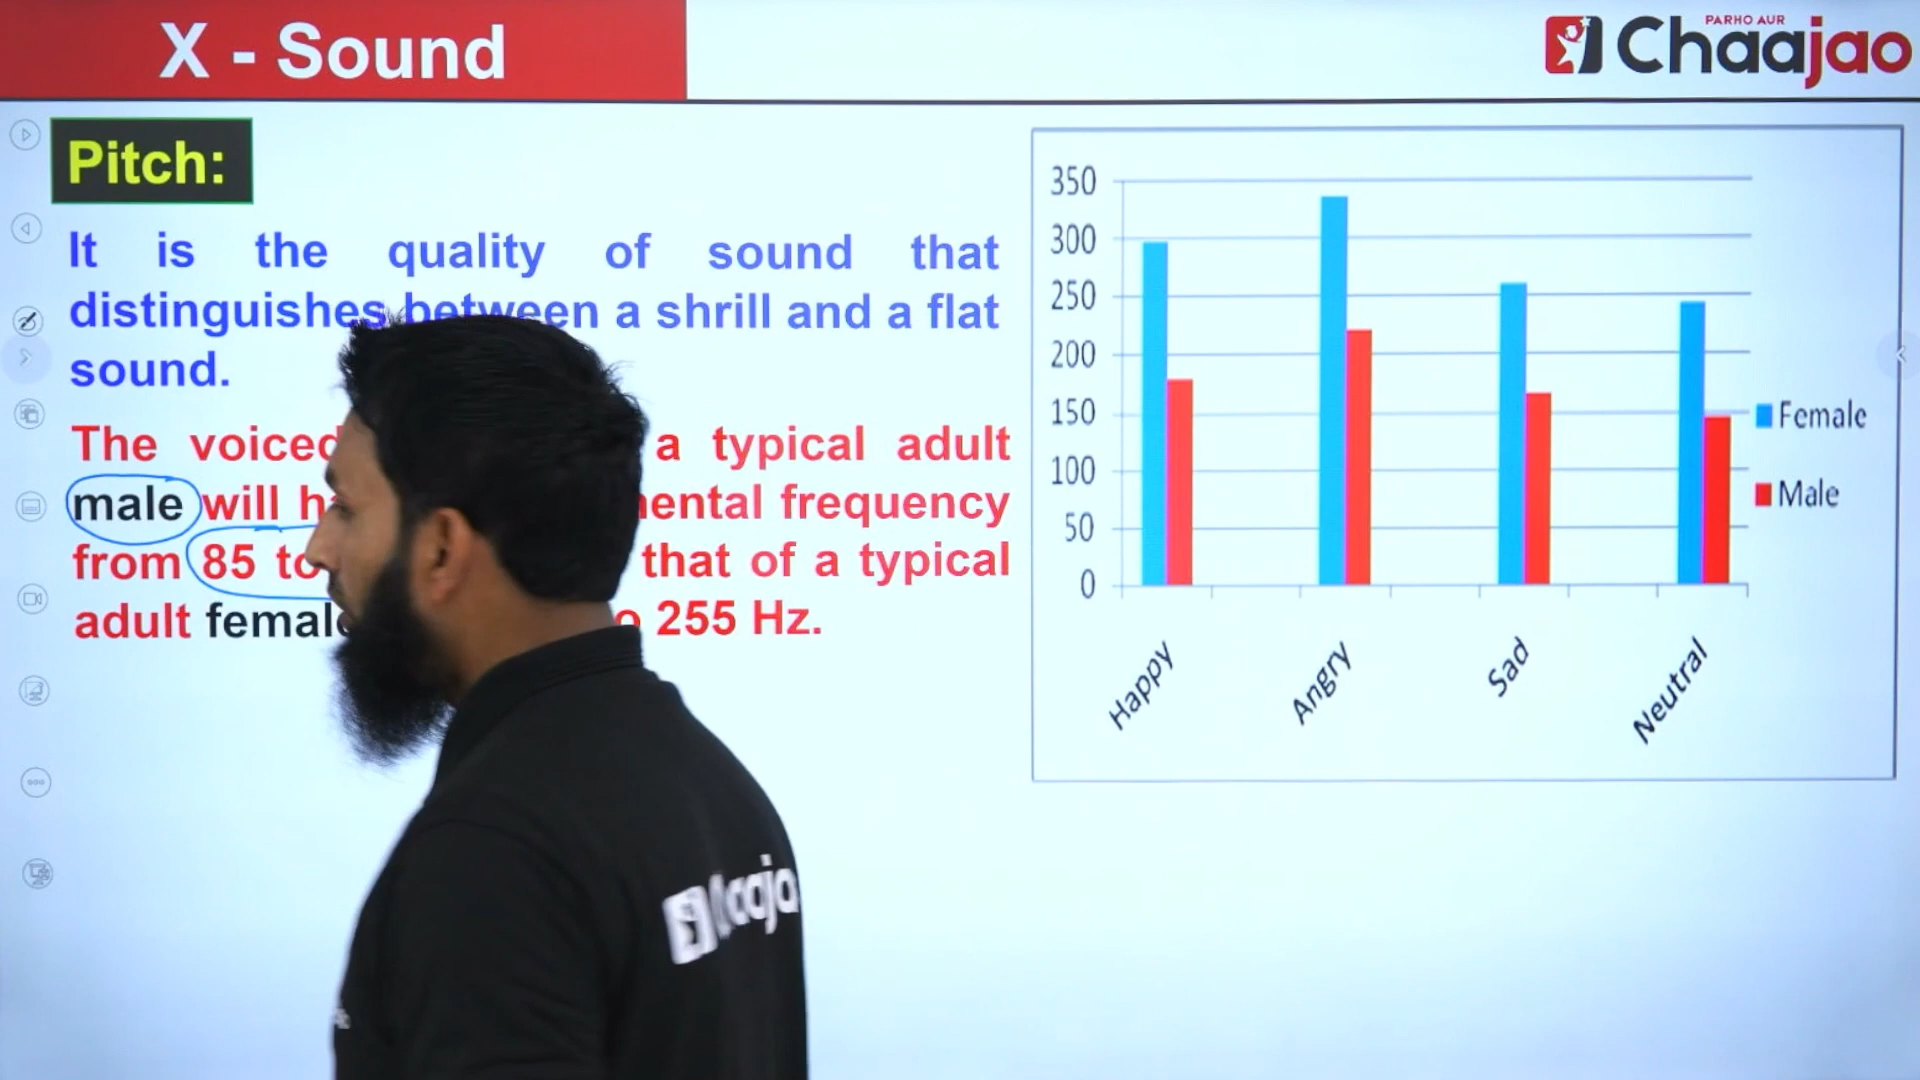 X - Sound
PARHO AUR
Chaajao
Pitch:
It is the quality of sound that
distinguishes between a shrill and a flat
sound.
The voiced a typical adult
male will frequency
from 85 to that of a typical
adult 255 Hz.
350
300
250
200
150
100
50
0
Happy
Angry
Sad
Neutral
Female
Male